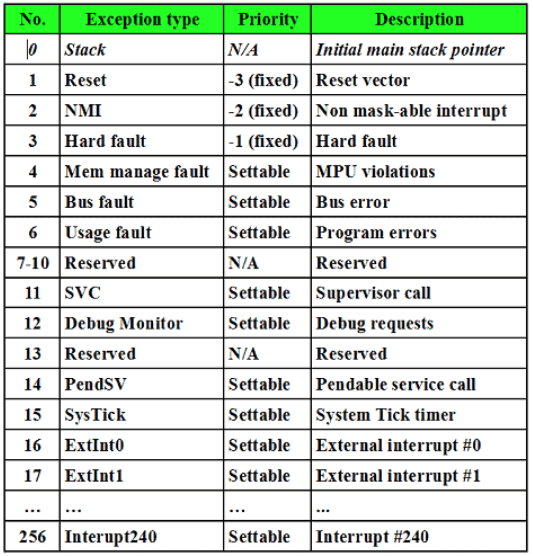 No. Exception type Priority Description
0 Stack N/A Initial main stack pointer
1 Reset -3 (fixed) Reset vector
2 NMI -2 (fixed) Non mask-able interrupt
3 Hard fault -1 (fixed) Hard fault
4 Mem manage fault Settable MPU violations
5 Bus fault Settable Bus error
6 Usage fault Settable Program errors
7-10 Reserved N/A Reserved
11 SVC Settable Supervisor call
12 Debug Monitor Settable Debug requests
13 Reserved N/A Reserved
14 PendSV Settable Pendable service call
15 SysTick Settable System Tick timer
16 ExtInt0 Settable External interrupt #0
17 ExtInt1 Settable External interrupt #1
... ... ... ...
256 Interupt240 Settable Interrupt #240